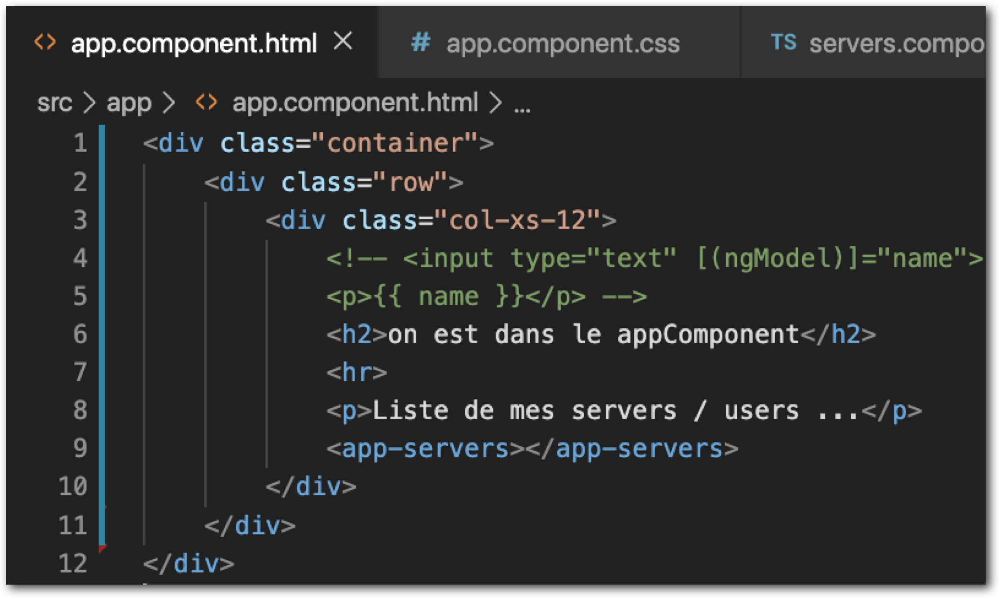 <> app.component.html × # app.component.css TS servers.compo
src > app > <> app.component.html > ...
1 <div class="container">
2 <div class="row">
3 <div class="col-xs-12">
4 <!-- <input type="text" [(ngModel)]="name">
5 <p>{{ name }}</p> -->
6 <h2>on est dans le appComponent</h2>
7 <hr>
8 <p>Liste de mes servers / users ...</p>
9 <app-servers></app-servers>
10 </div>
11 </div>
12 </div>